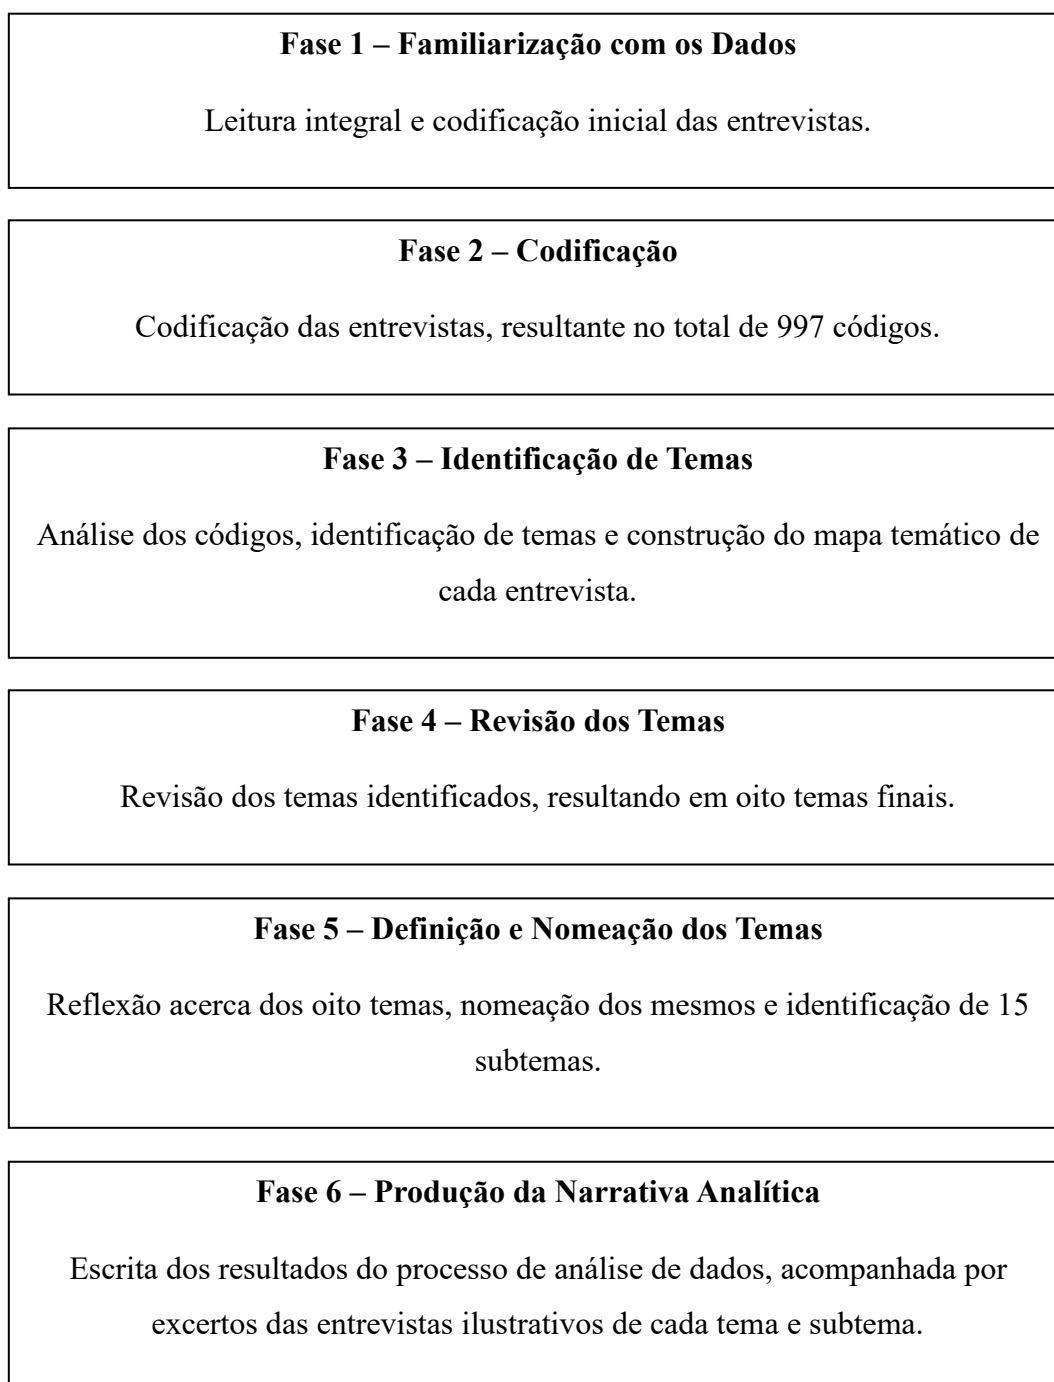 Fase 1 – Familiarização com os Dados
Leitura integral e codificação inicial das entrevistas.
Fase 2 – Codificação
Codificação das entrevistas, resultante no total de 997 códigos.
Fase 3 – Identificação de Temas
Análise dos códigos, identificação de temas e construção do mapa temático de
cada entrevista.
Fase 4 – Revisão dos Temas
Revisão dos temas identificados, resultando em oito temas finais.
Fase 5 – Definição e Nomeação dos Temas
Reflexão acerca dos oito temas, nomeação dos mesmos e identificação de 15
subtemas.
Fase 6 – Produção da Narrativa Analítica
Escrita dos resultados do processo de análise de dados, acompanhada por
excertos das entrevistas ilustrativos de cada tema e subtema.